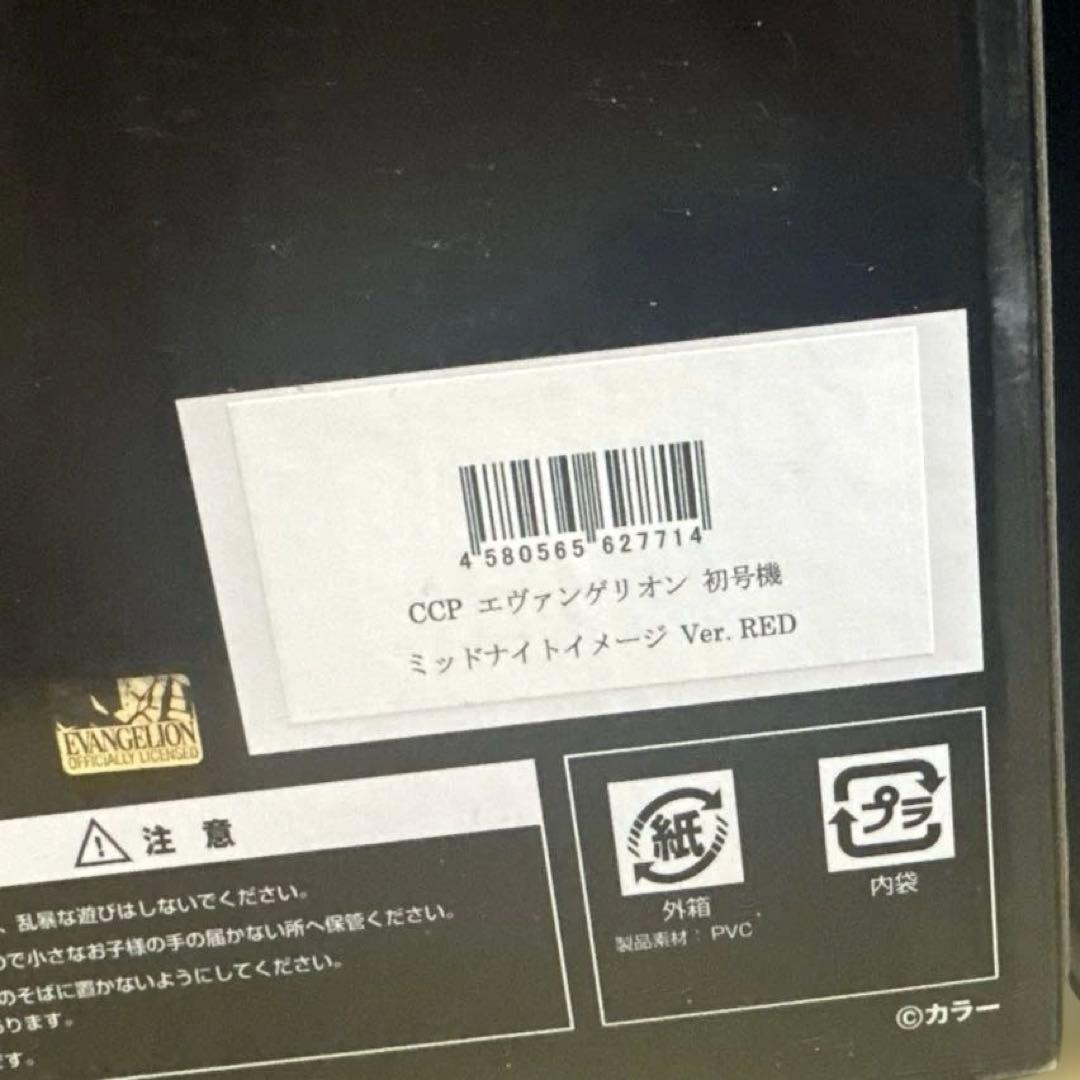 4 580565 627714
CCP エヴァンゲリオン 初号機
ミッドナイトイメージ Ver. RED
EVANGELION
OFFICIALLY LICENSED
注意
、乱暴な遊びはしないでください。
で小さなお子様の手の届かない所へ保管ください。
のそばに置かないようにしてください。
ります。
す。
紙
外箱
プラ
内袋
製品素材：PVC
©カラー